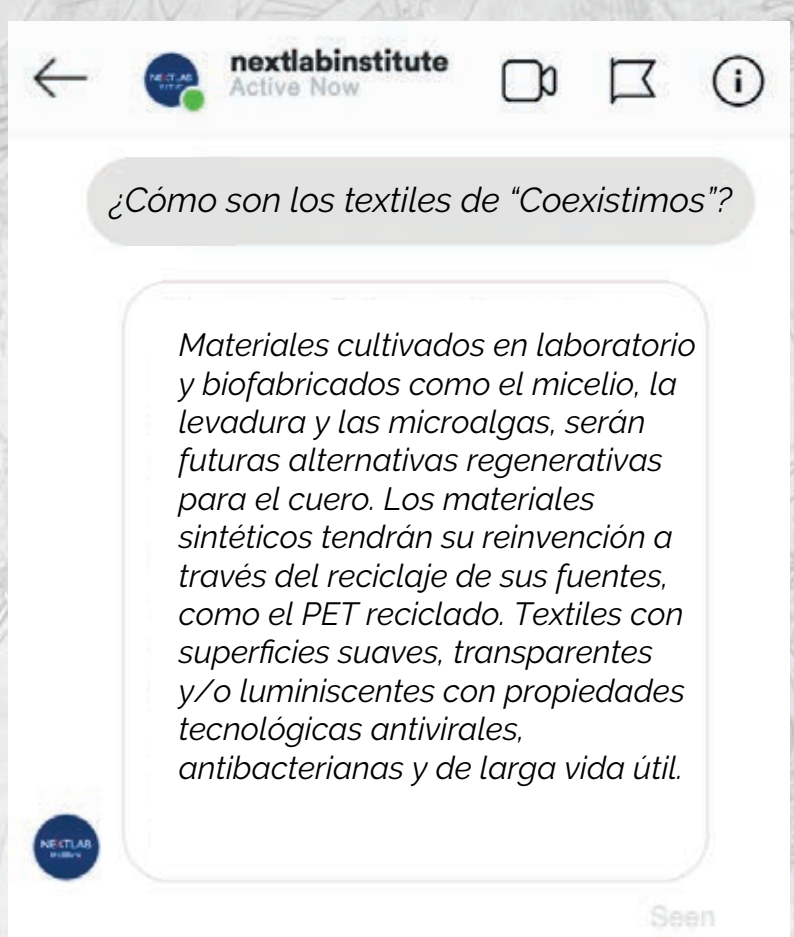 nextlabinstitute
Active Now
¿Cómo son los textiles de “Coexistimos”?
Materiales cultivados en laboratorio
y biofabricados como el micelio, la
levadura y las microalgas, serán
futuras alternativas regenerativas
para el cuero. Los materiales
sintéticos tendrán su reinvención a
través del reciclaje de sus fuentes,
como el PET reciclado. Textiles con
superficies suaves, transparentes
y/o luminiscentes con propiedades
tecnológicas antivirales,
antibacterianas y de larga vida útil.
NEXTLAB
Seen